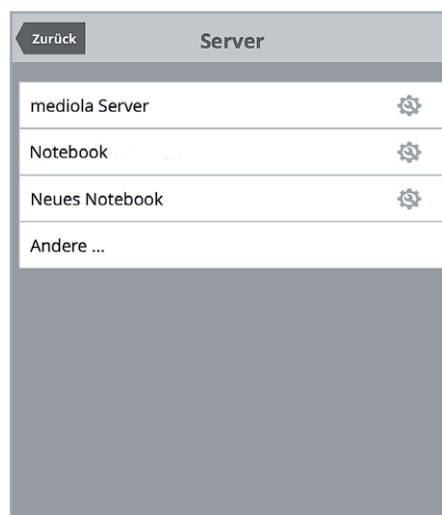 Zurück
Server
mediola Server
Notebook
Neues Notebook
Andere ...